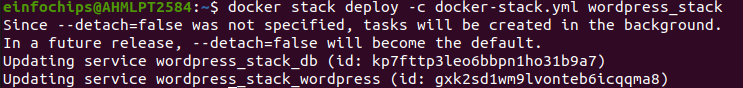 einfochips@AHMLPT2584:~$ docker stack deploy -c docker-stack.yml wordpress_stack
Since --detach=false was not specified, tasks will be created in the background.
In a future release, --detach=false will become the default.
Updating service wordpress_stack_db (id: kp7fttp3leo6bbpn1ho31b9a7)
Updating service wordpress_stack_wordpress (id: gxk2sd1wm9lvonteb6icqqma8)